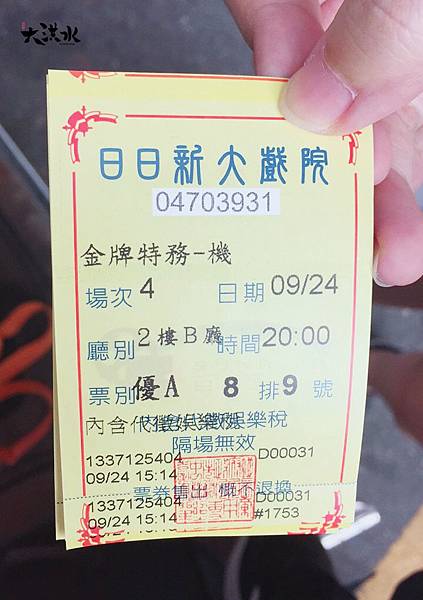 大洪水
日日新大戲院
04703931
金牌特務-機
場次 4 日期 09/24
廳別 2樓B廳 時間 20:00
票別 優A 8 排 9 號
內含代徵娛樂稅
隔場無效
1337125404 D00031
09/24 15:14
票券售出 概不退換
1337125404 D00031
09/24 15:14 #1753